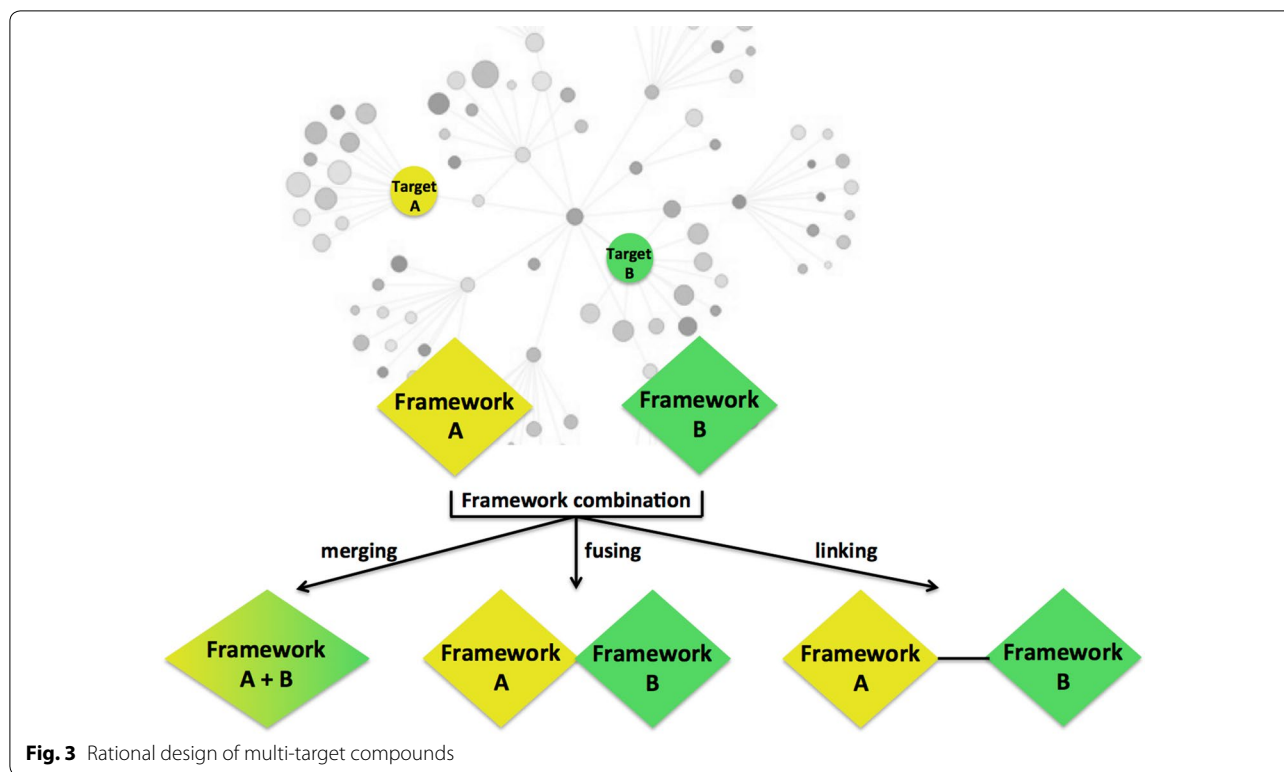 Target
A
Target
B
Framework
A
Framework
B
Framework combination
merging
fusing
linking
Framework
A + B
Framework
A
Framework
B
Framework
A
Framework
B
Fig. 3 Rational design of multi-target compounds